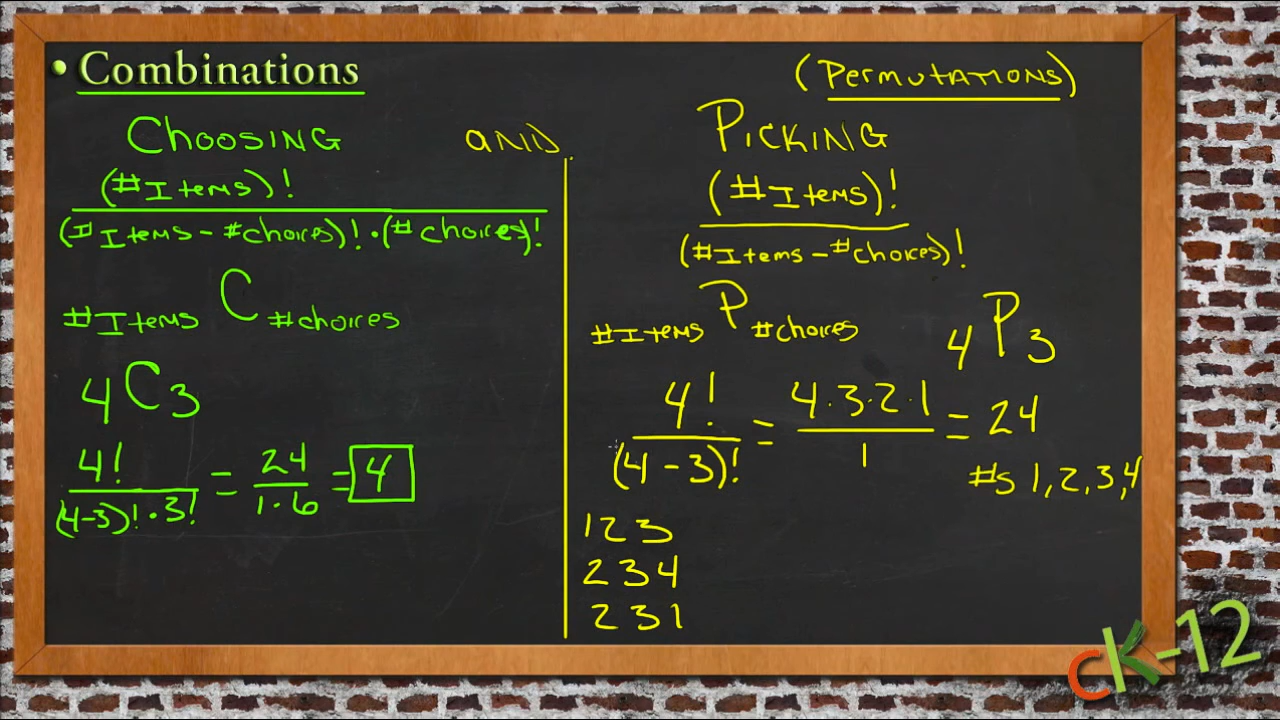 • Combinations
Choosing and
(#Items)!
(#Items - #choices)! · (#choices)!
#Items C #choices
4 C 3
4! / (4-3)! · 3! = 24 / 1·6 = 4
(Permutations)
Picking
(#Items)!
(#Items - #choices)!
#Items P #choices
4 P 3
4! / (4-3)! = 4·3·2·1 / 1 = 24
#s 1,2,3,4
123
234
231
CK-12